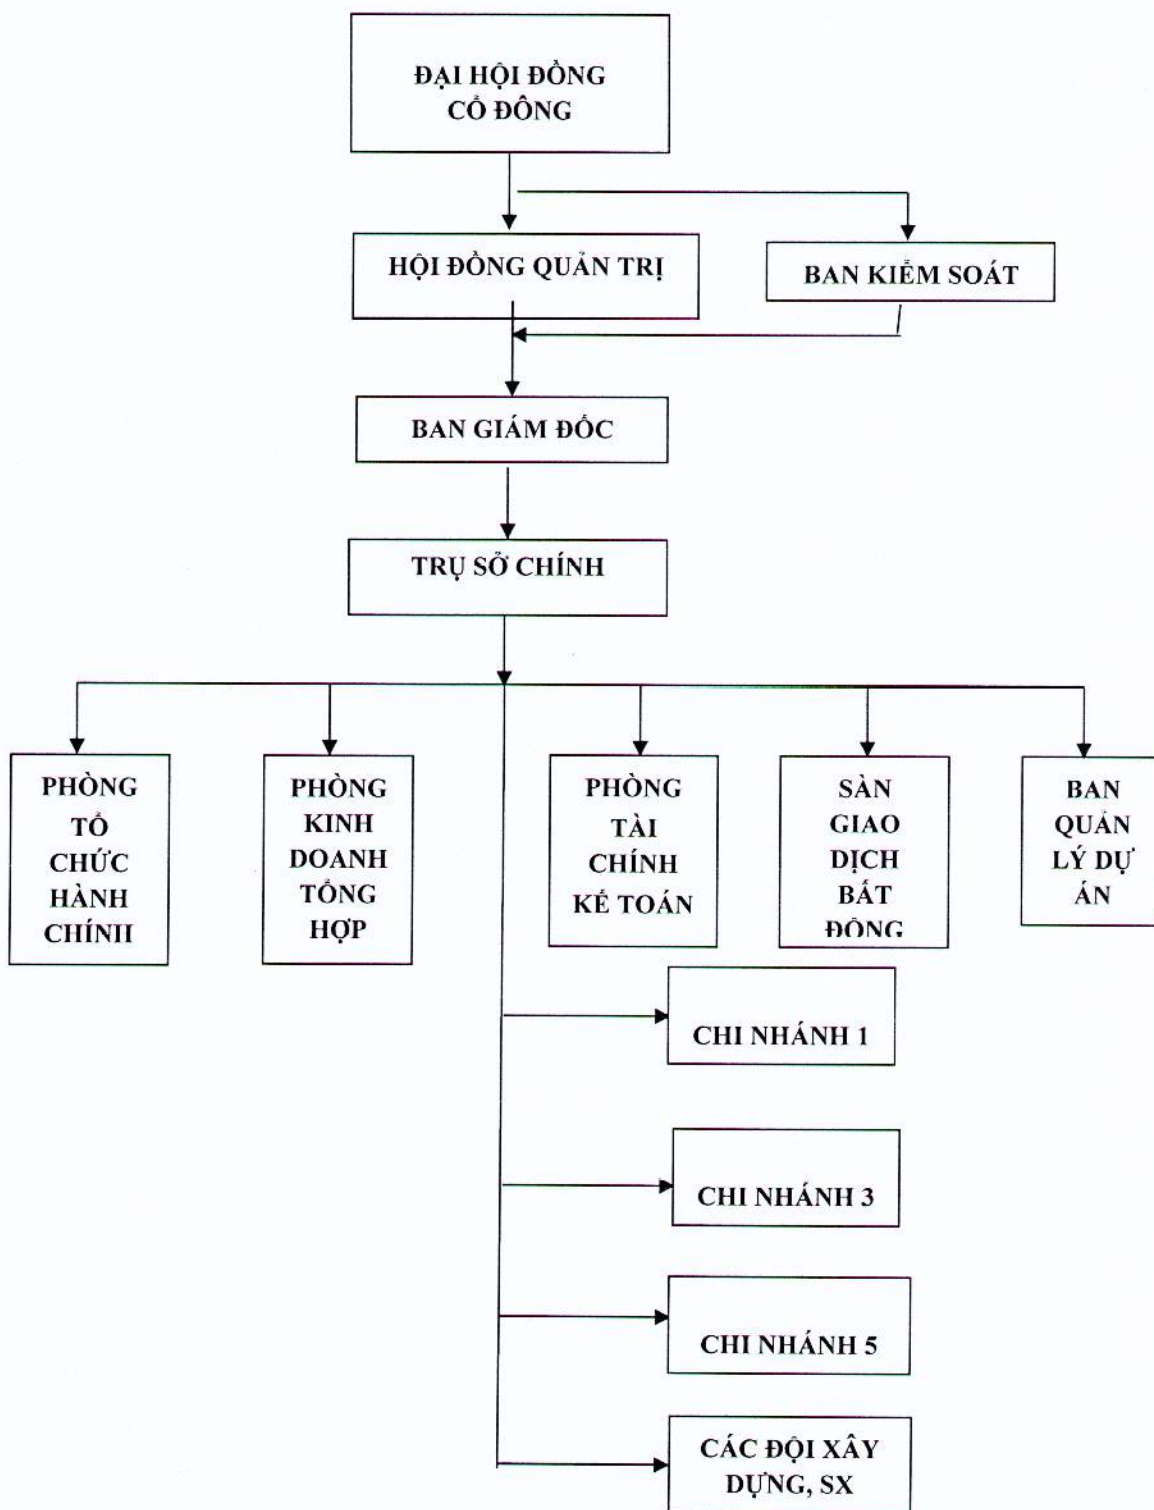 ĐẠI HỘI ĐỒNG
CỔ ĐÔNG
HỘI ĐỒNG QUẢN TRỊ
BAN KIỂM SOÁT
BAN GIÁM ĐỐC
TRỤ SỞ CHÍNH
PHÒNG
TỔ
CHỨC
HÀNH
CHÍNH
PHÒNG
KINH
DOANH
TỔNG
HỢP
PHÒNG
TÀI
CHÍNH
KẾ TOÁN
SÀN
GIAO
DỊCH
BẤT
ĐỘNG
BAN
QUẢN
LÝ DỰ
ÁN
CHI NHÁNH 1
CHI NHÁNH 3
CHI NHÁNH 5
CÁC ĐỘI XÂY
DỰNG, SX